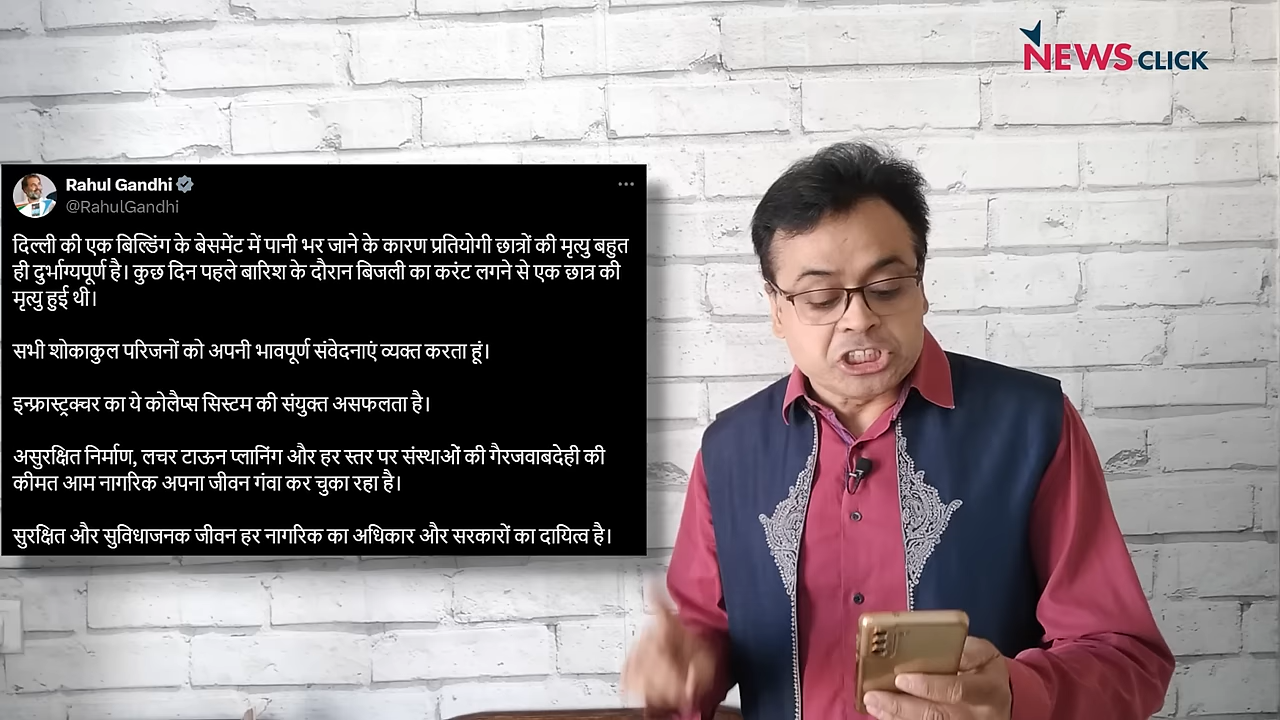 NEWSCLICK
Rahul Gandhi
@RahulGandhi
दिल्ली की एक बिल्डिंग के बेसमेंट में पानी भर जाने के कारण प्रतियोगी छात्रों की मृत्यु बहुत
ही दुर्भाग्यपूर्ण है। कुछ दिन पहले बारिश के दौरान बिजली का करंट लगने से एक छात्र की
मृत्यु हुई थी।
सभी शोकाकुल परिजनों को अपनी भावपूर्ण संवेदनाएं व्यक्त करता हूं।
इन्फ्रास्ट्रक्चर का ये कोलैप्स सिस्टम की संयुक्त असफलता है।
असुरक्षित निर्माण, लचर टाऊन प्लानिंग और हर स्तर पर संस्थाओं की गैरजवाबदेही की
कीमत आम नागरिक अपना जीवन गंवा कर चुका रहा है।
सुरक्षित और सुविधाजनक जीवन हर नागरिक का अधिकार और सरकारों का दायित्व है।